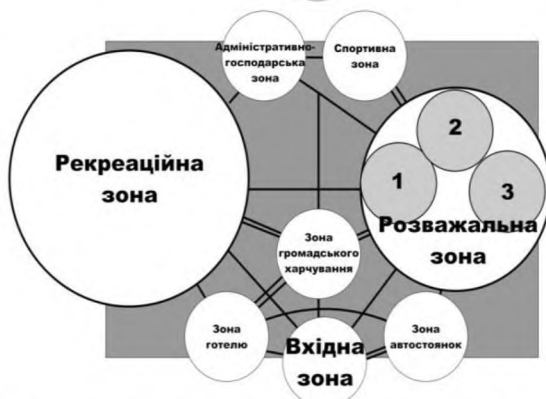 Адміністративно-
господарська
зона
Спортивна
зона
Рекреаційна
зона
1
2
3
Розважальна
зона
Зона
громадського
харчування
Зона
готелю
Вхідна
зона
Зона
автостоянок